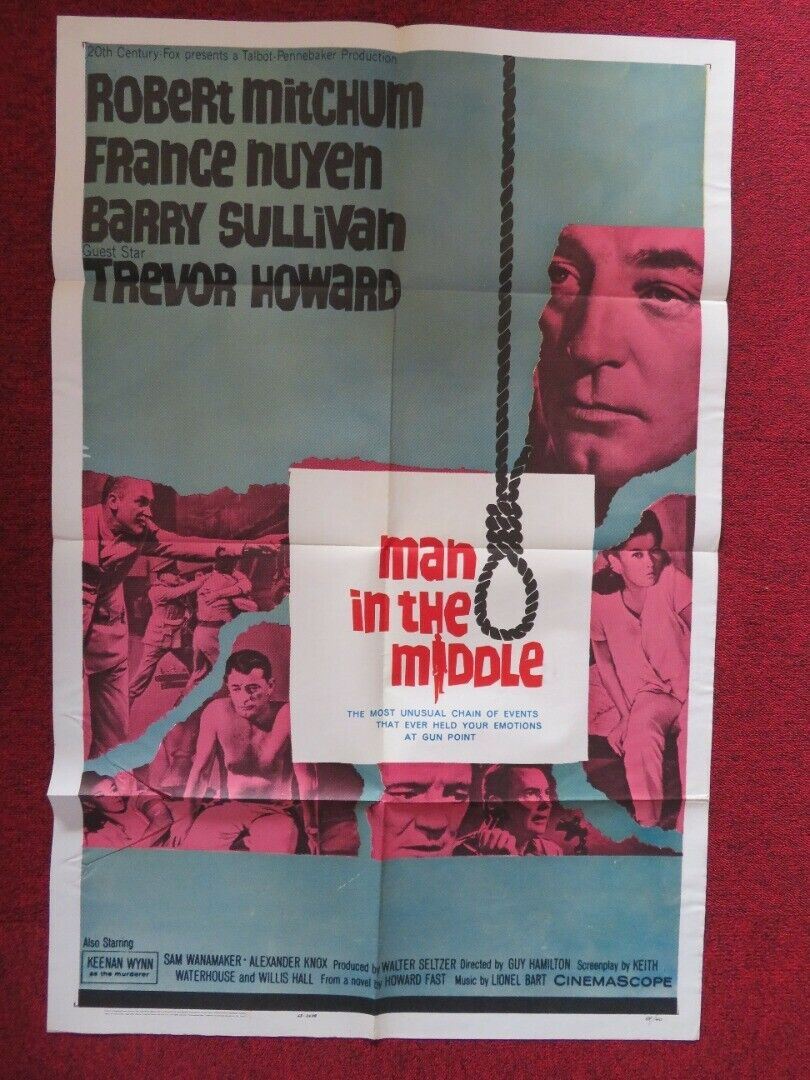 20th Century-Fox presents a Talbot-Pennebaker Production
ROBERT MITCHUM
FRANCE NUYEN
BARRY SULLIVAN
Guest Star
TREVOR HOWARD
man
in the
middle
THE MOST UNUSUAL CHAIN OF EVENTS
THAT EVER HELD YOUR EMOTIONS
AT GUN POINT
Also Starring
KEENAN WYNN
as the murderer
SAM WANAMAKER · ALEXANDER KNOX Produced by WALTER SELTZER Directed by GUY HAMILTON Screenplay by KEITH
WATERHOUSE and WILLIS HALL From a novel by HOWARD FAST Music by LIONEL BART CINEMASCOPE